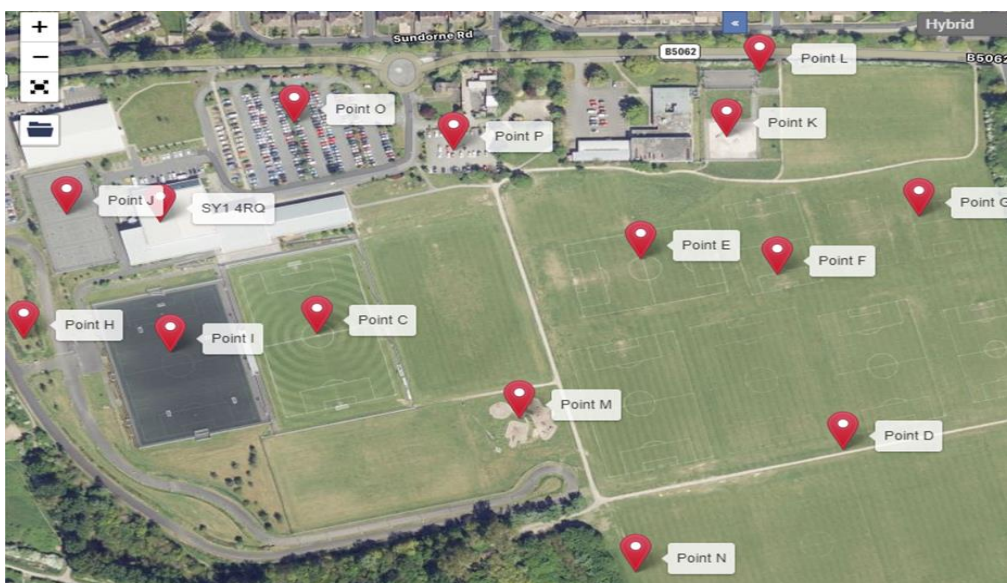 +
Sundorne Rd
«
Hybrid
−
B5062
Point L
B5062
Point O
Point K
Point P
Point J
SY1 4RQ
Point G
Point E
Point F
Point H
Point C
Point I
Point M
Point D
Point N